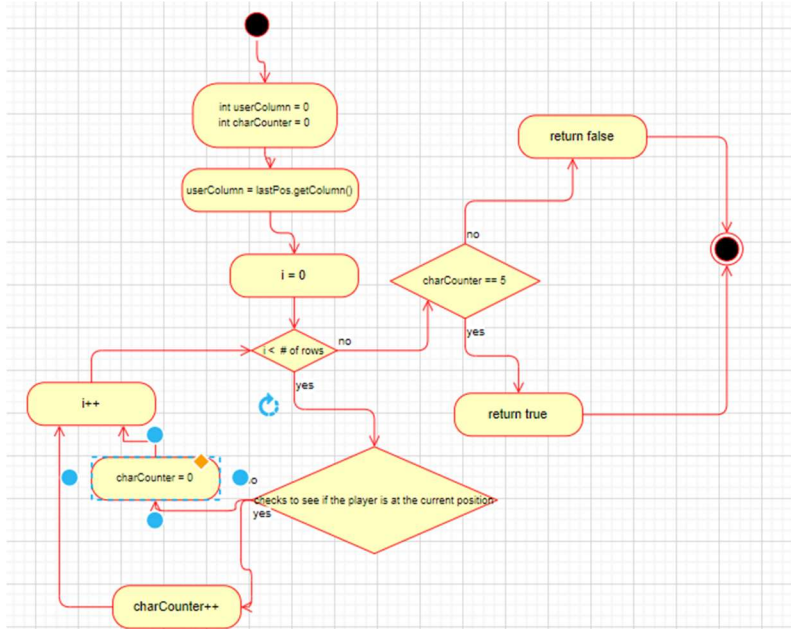 int userColumn = 0
int charCounter = 0
return false
userColumn = lastPos.getColumn()
no
i = 0
charCounter == 5
i < # of rows
no
yes
yes
i++
return true
charCounter = 0
o
checks to see if the player is at the current position
yes
charCounter++